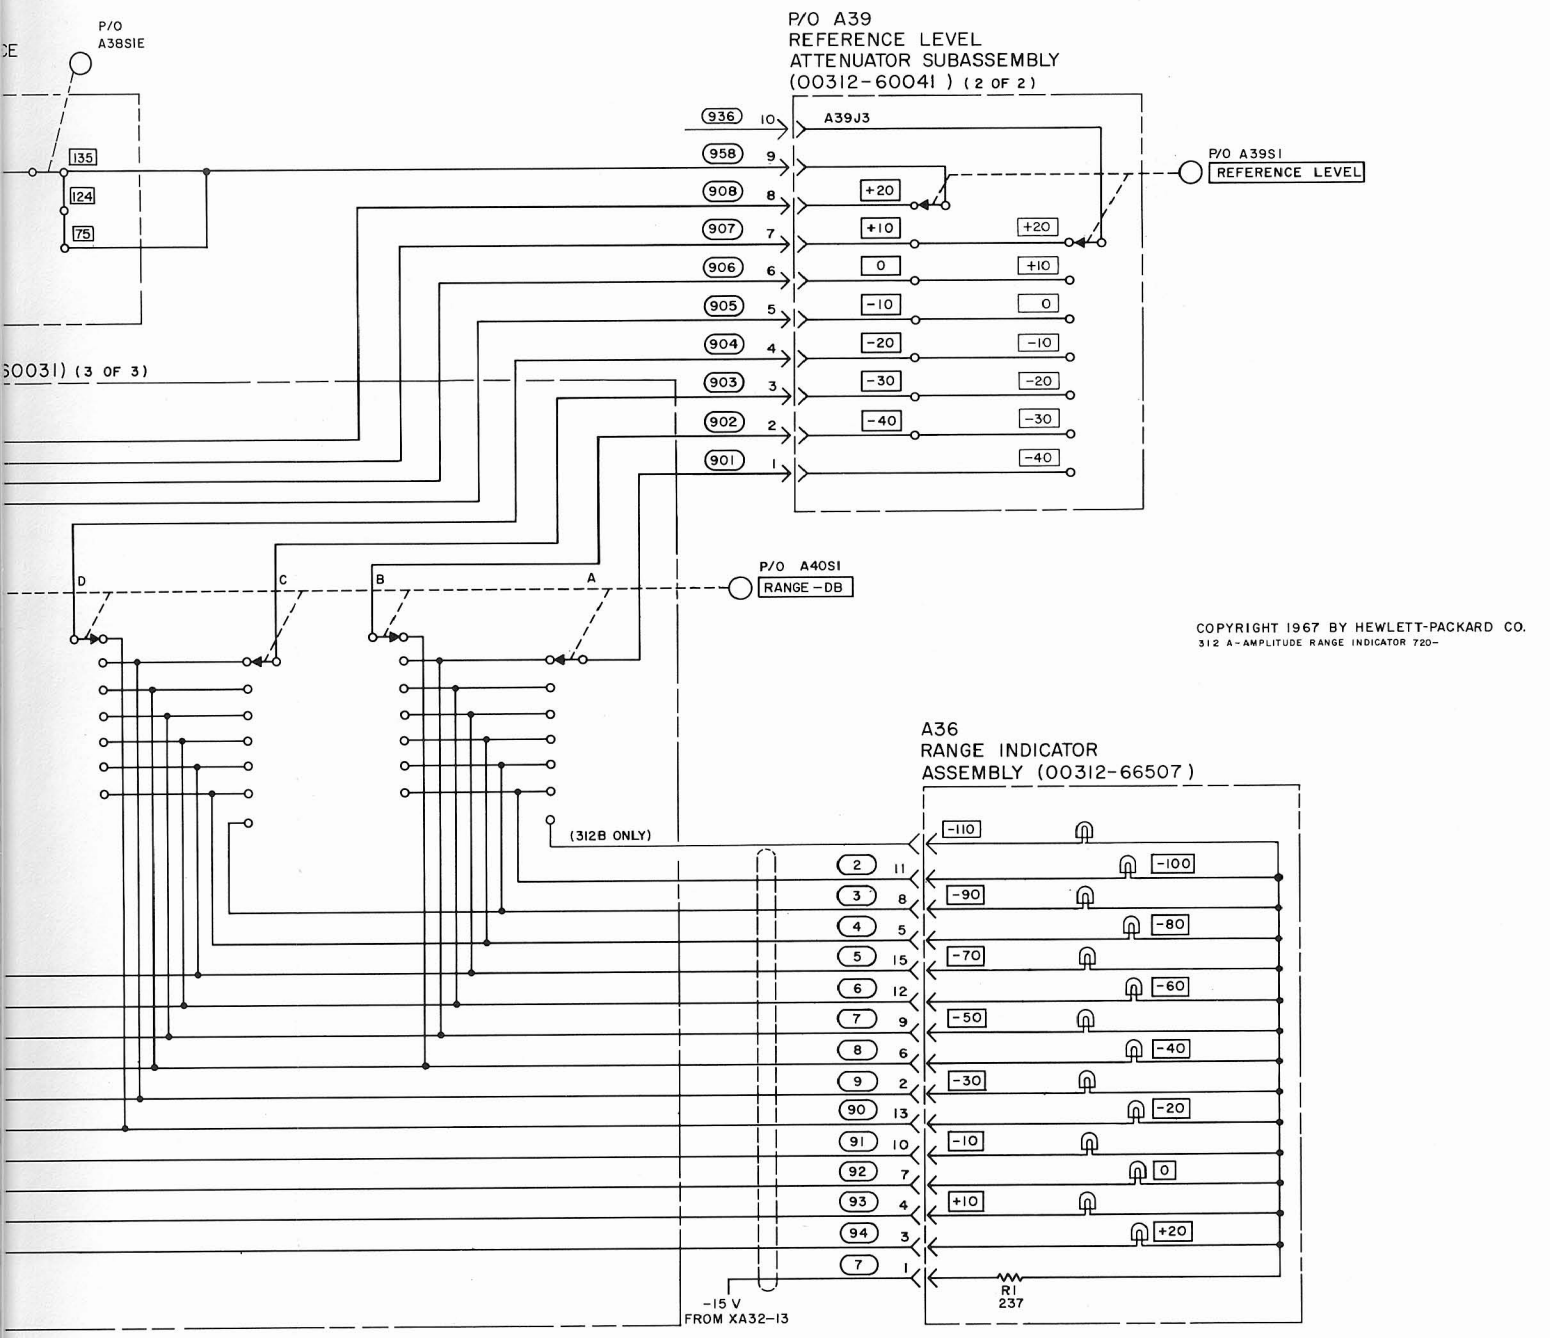 P/O
A38S1E
CE
135
124
75
60031) (3 OF 3)
P/O A39
REFERENCE LEVEL
ATTENUATOR SUBASSEMBLY
(00312-60041 ) (2 OF 2)
936 10 A39J3
958 9
908 8 +20
907 7 +10 +20
906 6 0 +10
905 5 -10 0
904 4 -20 -10
903 3 -30 -20
902 2 -40 -30
901 1 -40
P/O A39S1
REFERENCE LEVEL
D C B A
P/O A40S1
RANGE-DB
COPYRIGHT 1967 BY HEWLETT-PACKARD CO.
312 A-AMPLITUDE RANGE INDICATOR 720-
A36
RANGE INDICATOR
ASSEMBLY (00312-66507 )
(312B ONLY) -110
2 11 -100
3 8 -90
4 5 -80
5 15 -70
6 12 -60
7 9 -50
8 6 -40
9 2 -30
90 13 -20
91 10 -10
92 7 0
93 4 +10
94 3 +20
7 1
R1
237
-15 V
FROM XA32-13